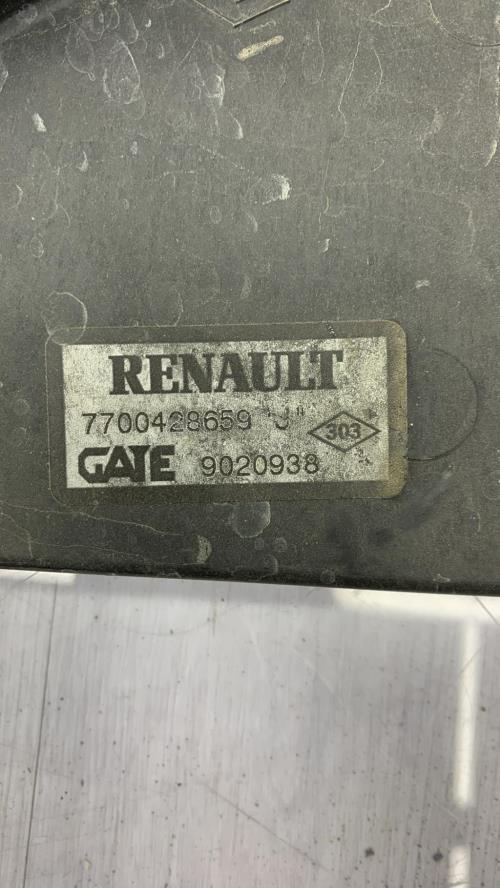 RENAULT
7700428659 "J"
303
GATE 9020938